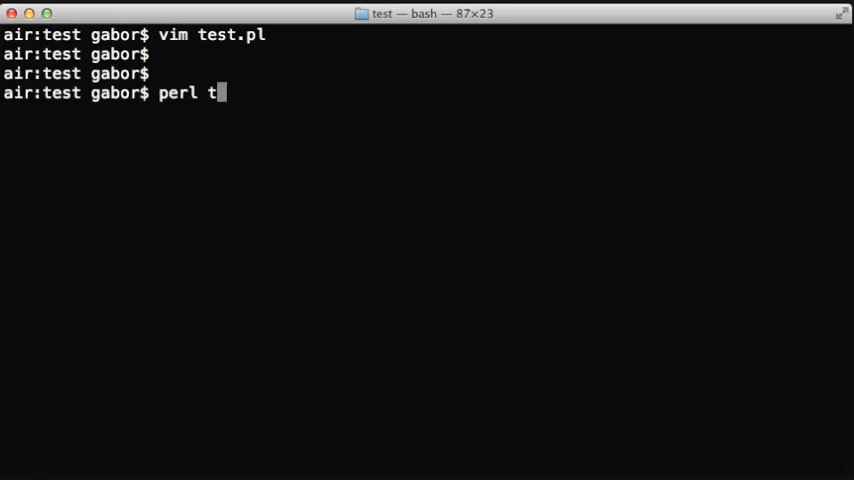 test — bash — 87×23
air:test gabor$ vim test.pl
air:test gabor$
air:test gabor$
air:test gabor$ perl t